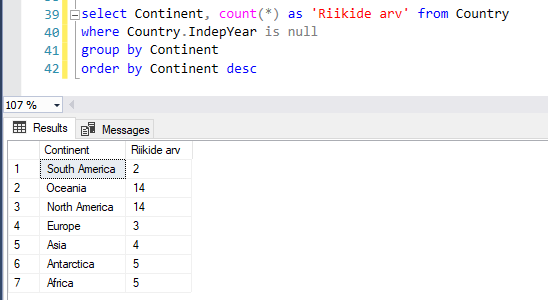 39 select Continent, count(*) as 'Riikide arv' from Country
40 where Country.IndepYear is null
41 group by Continent
42 order by Continent desc
107 %
Results Messages
Continent Riikide arv
1 South America 2
2 Oceania 14
3 North America 14
4 Europe 3
5 Asia 4
6 Antarctica 5
7 Africa 5